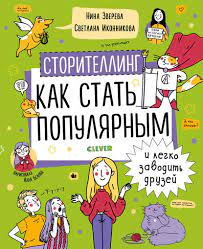 Нина Зверева
Светлана Иконникова
СТОРИТЕЛЛИНГ
КАК СТАТЬ
ПОПУЛЯРНЫМ
CLEVER
и легко
заводить
друзей